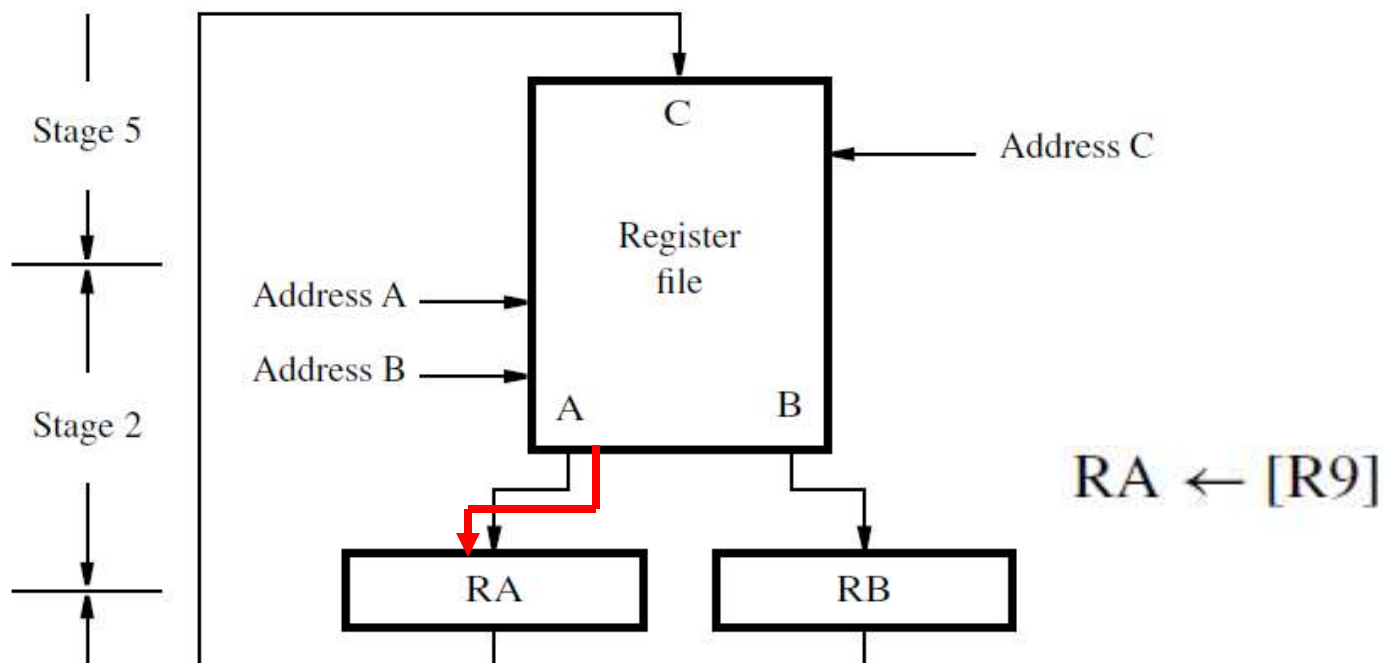 C
Stage 5
Address C
Register
file
Address A
Address B
A
B
Stage 2
RA ← [R9]
RA
RB